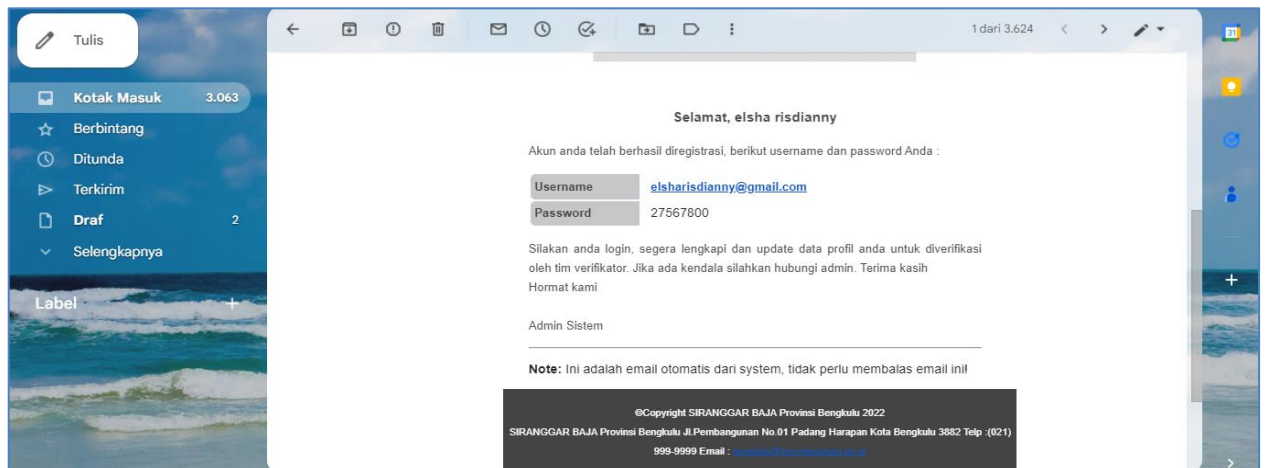 Tulis
1 dari 3.624
31
Kotak Masuk 3.063
Berbintang
Ditunda
Terkirim
Draf 2
Selengkapnya
Label
Selamat, elsha risdianny
Akun anda telah berhasil diregistrasi, berikut username dan password Anda :
Username elsharisdianny@gmail.com
Password 27567800
Silakan anda login, segera lengkapi dan update data profil anda untuk diverifikasi
oleh tim verifikator. Jika ada kendala silahkan hubungi admin. Terima kasih
Hormat kami
Admin Sistem
Note: Ini adalah email otomatis dari system, tidak perlu membalas email ini!
©Copyright SIRANGGAR BAJA Provinsi Bengkulu 2022
SIRANGGAR BAJA Provinsi Bengkulu Jl.Pembangunan No.01 Padang Harapan Kota Bengkulu 3882 Telp :(021)
999-9999 Email :